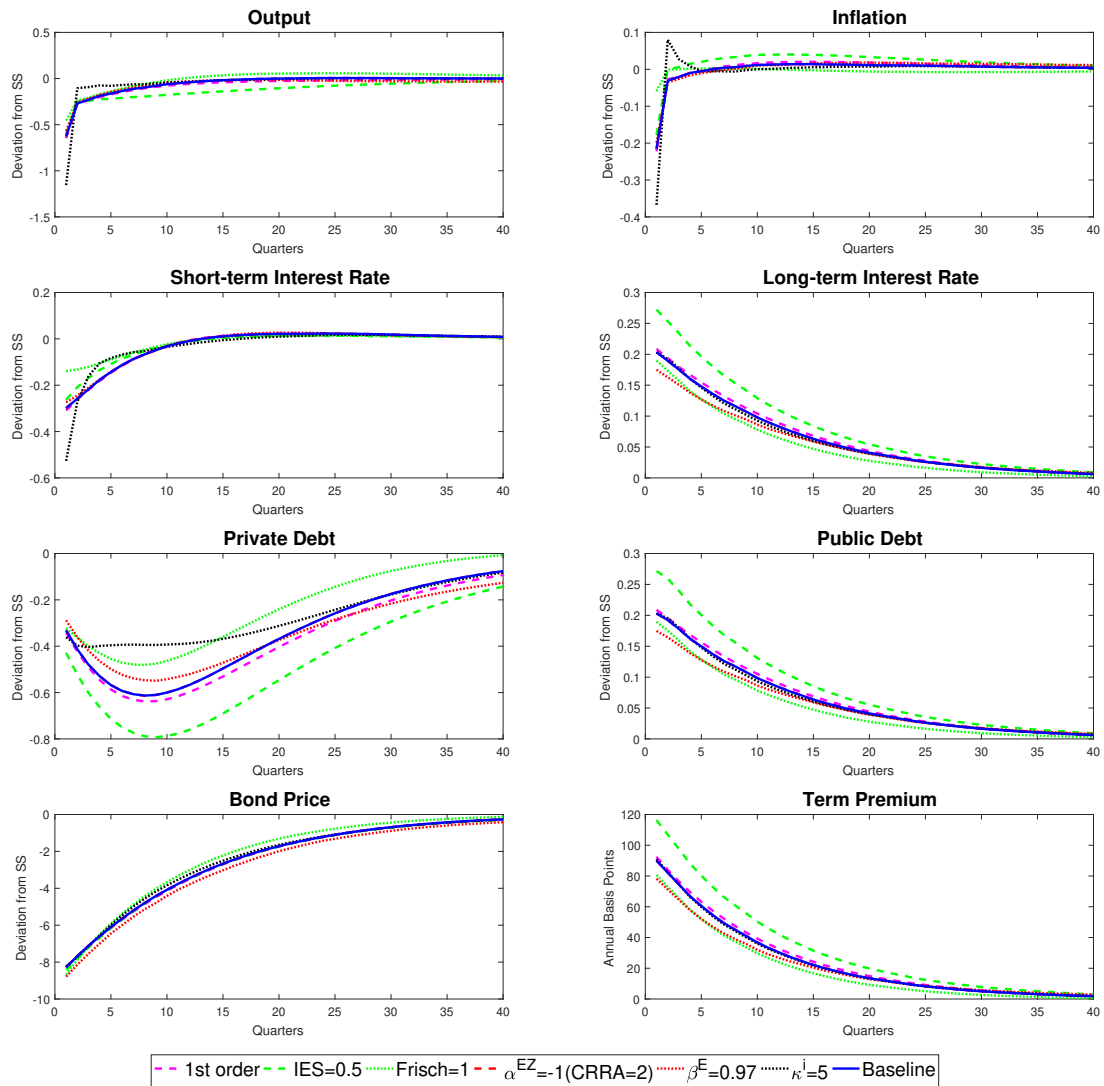 Output
Deviation from SS
0.5
0
-0.5
-1
-1.5
0 5 10 15 20 25 30 35 40
Quarters
Inflation
Deviation from SS
0.1
0
-0.1
-0.2
-0.3
-0.4
0 5 10 15 20 25 30 35 40
Quarters
Short-term Interest Rate
Deviation from SS
0.2
0
-0.2
-0.4
-0.6
0 5 10 15 20 25 30 35 40
Quarters
Long-term Interest Rate
Deviation from SS
0.3
0.25
0.2
0.15
0.1
0.05
0
0 5 10 15 20 25 30 35 40
Quarters
Private Debt
Deviation from SS
0
-0.2
-0.4
-0.6
-0.8
0 5 10 15 20 25 30 35 40
Quarters
Public Debt
Deviation from SS
0.3
0.25
0.2
0.15
0.1
0.05
0
0 5 10 15 20 25 30 35 40
Quarters
Bond Price
Deviation from SS
0
-2
-4
-6
-8
-10
0 5 10 15 20 25 30 35 40
Quarters
Term Premium
Annual Basis Points
120
100
80
60
40
20
0
0 5 10 15 20 25 30 35 40
Quarters
1st order IES=0.5 Frisch=1 α^EZ=-1(CRRA=2) β^E=0.97 κ^i=5 Baseline